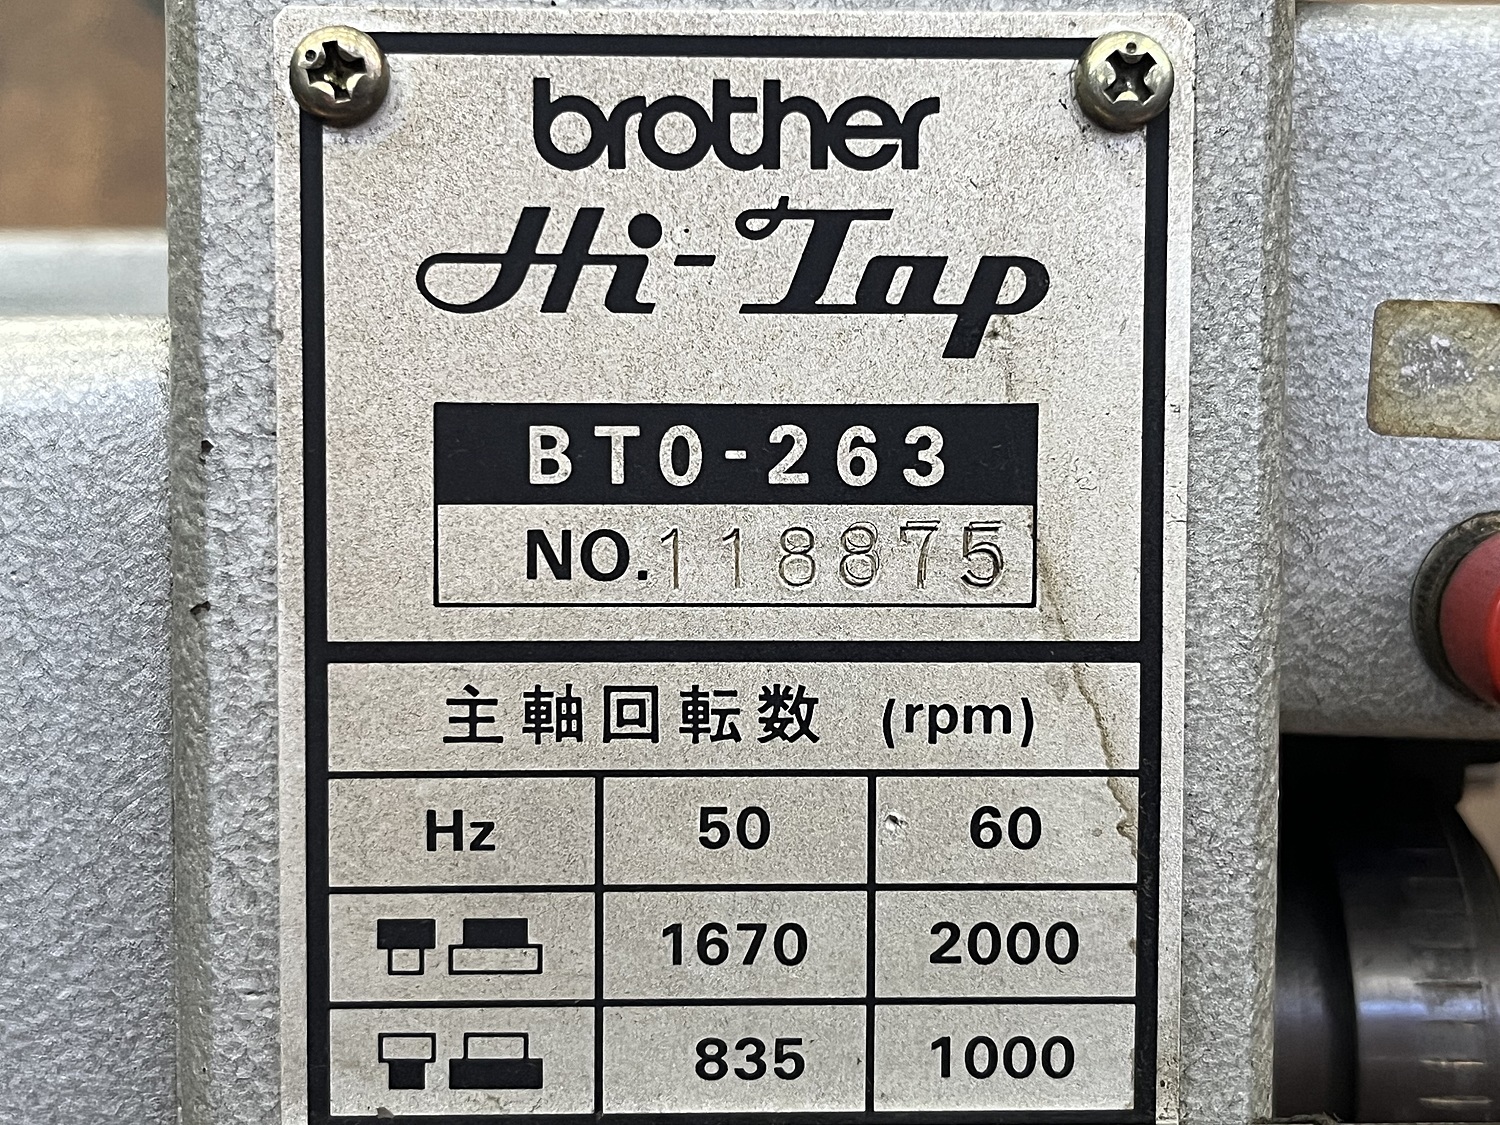 brother
Hi-Tap
BT0-263
NO.118875
主軸回転数 (rpm)
Hz 50 60
1670 2000
835 1000